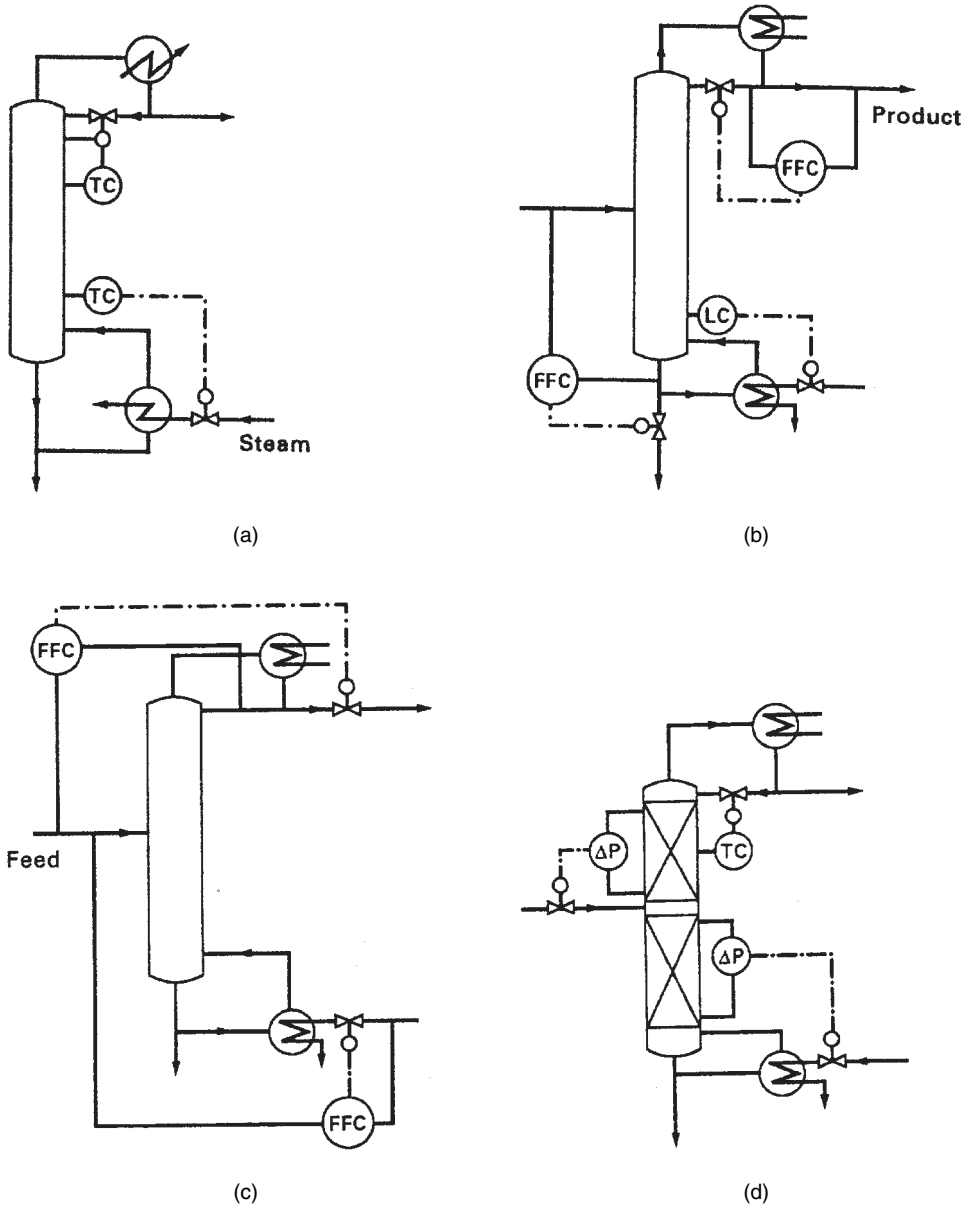 TC
TC
Steam
(a)
Product
FFC
LC
FFC
(b)
FFC
Feed
FFC
(c)
ΔP
TC
ΔP
(d)